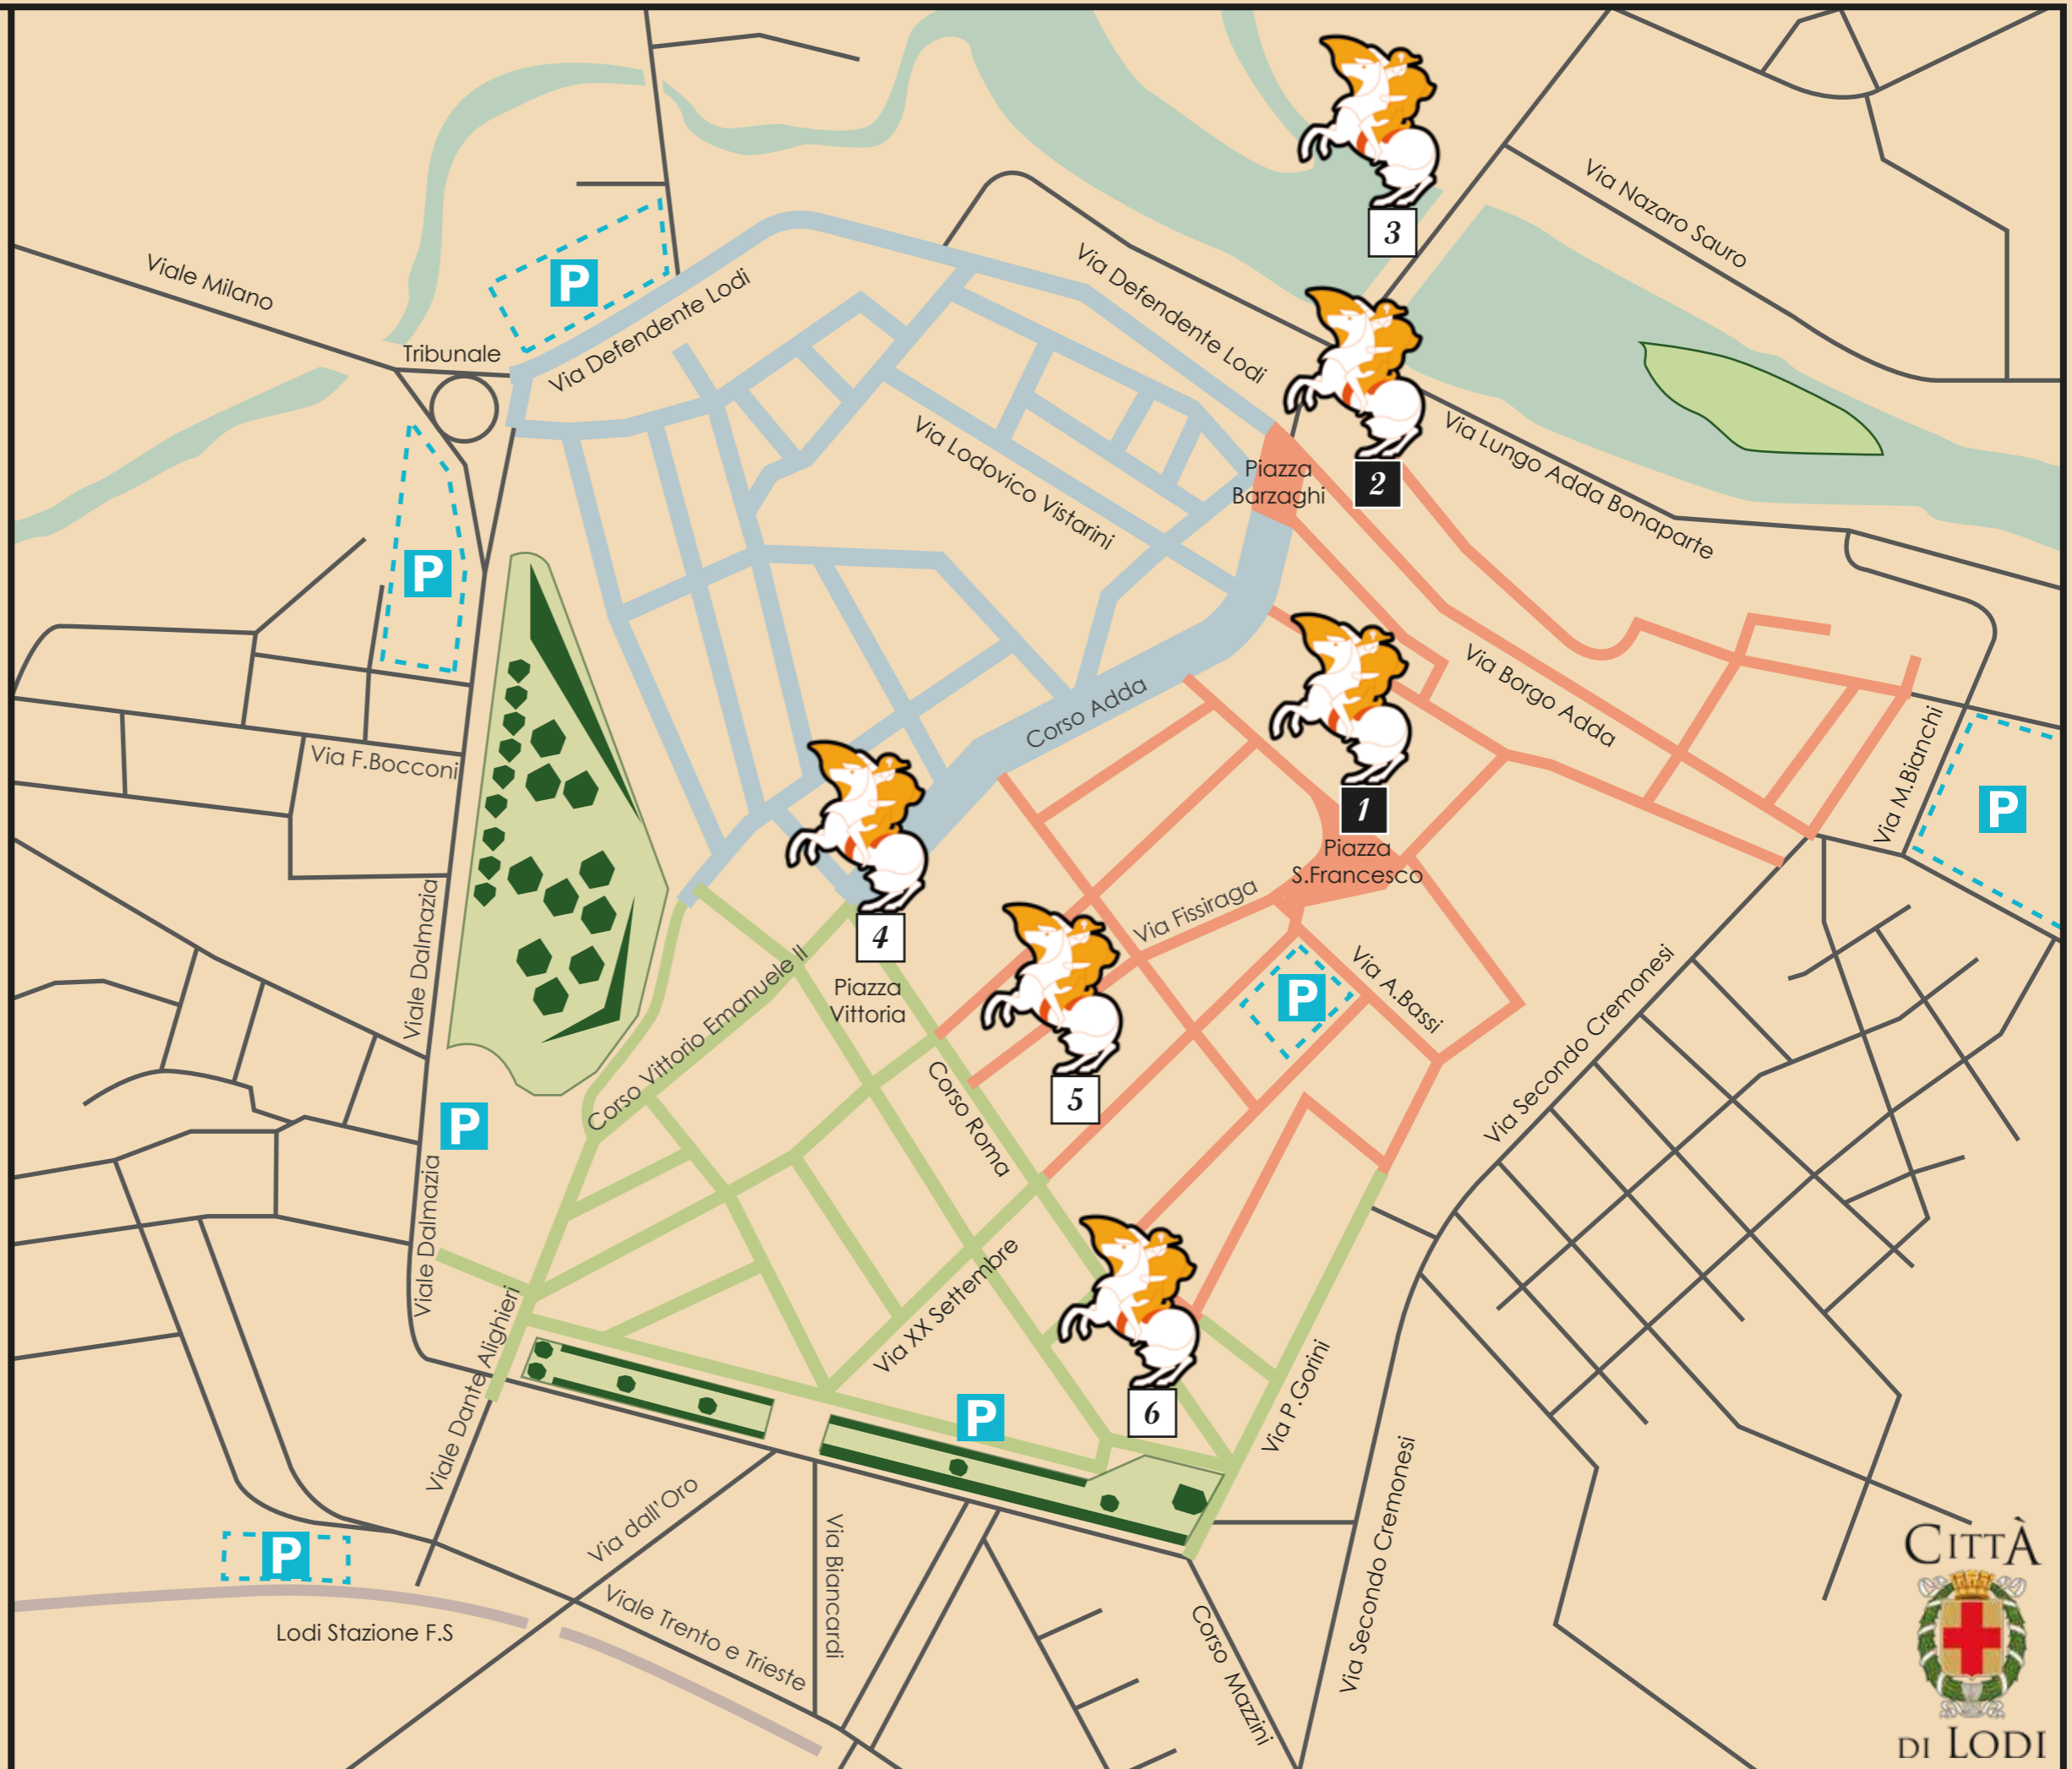 3
Via Nazaro Sauro
Viale Milano
P
Via Defendente Lodi
Via Defendente Lodi
Tribunale
2
Piazza
Barzaghi
Via Lungo Adda Bonaparte
Via Lodovico Vistarini
P
Via Borgo Adda
Corso Adda
Via F.Bocconi
Via M.Bianchi
P
1
Piazza
S.Francesco
4
Piazza
Vittoria
Via Fissiraga
Viale Dalmazia
Corso Vittorio Emanuele II
P
Via A.Bassi
Via Secondo Cremonesi
5
Corso Roma
P
Viale Dalmazia
Via XX Settembre
Viale Dante Alighieri
Via P.Gorini
6
P
Via dall'Oro
Via Biancardi
Via Secondo Cremonesi
P
Lodi Stazione F.S
Viale Trento e Trieste
Corso Mazzini
CITTÀ
DI LODI